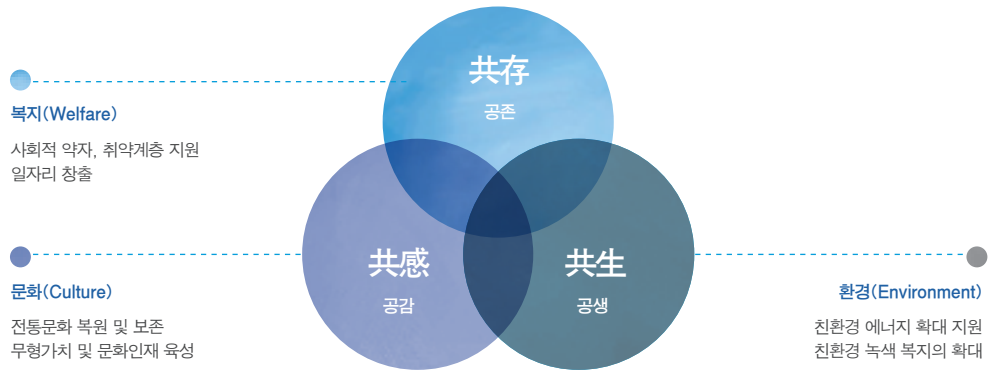 共存
공존
복지(Welfare)
사회적 약자, 취약계층 지원
일자리 창출
共感
공감
共生
공생
문화(Culture)
전통문화 복원 및 보존
무형가치 및 문화인재 육성
환경(Environment)
친환경 에너지 확대 지원
친환경 녹색 복지의 확대